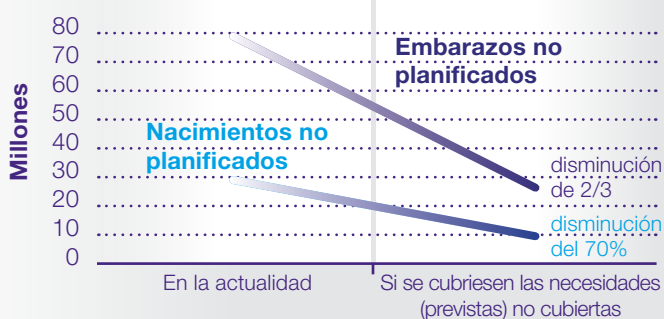 Millones
80
70
60
50
40
30
20
10
0
Embarazos no
planificados
Nacimientos no
planificados
disminución
de 2/3
disminución
del 70%
En la actualidad
Si se cubriesen las necesidades
(previstas) no cubiertas